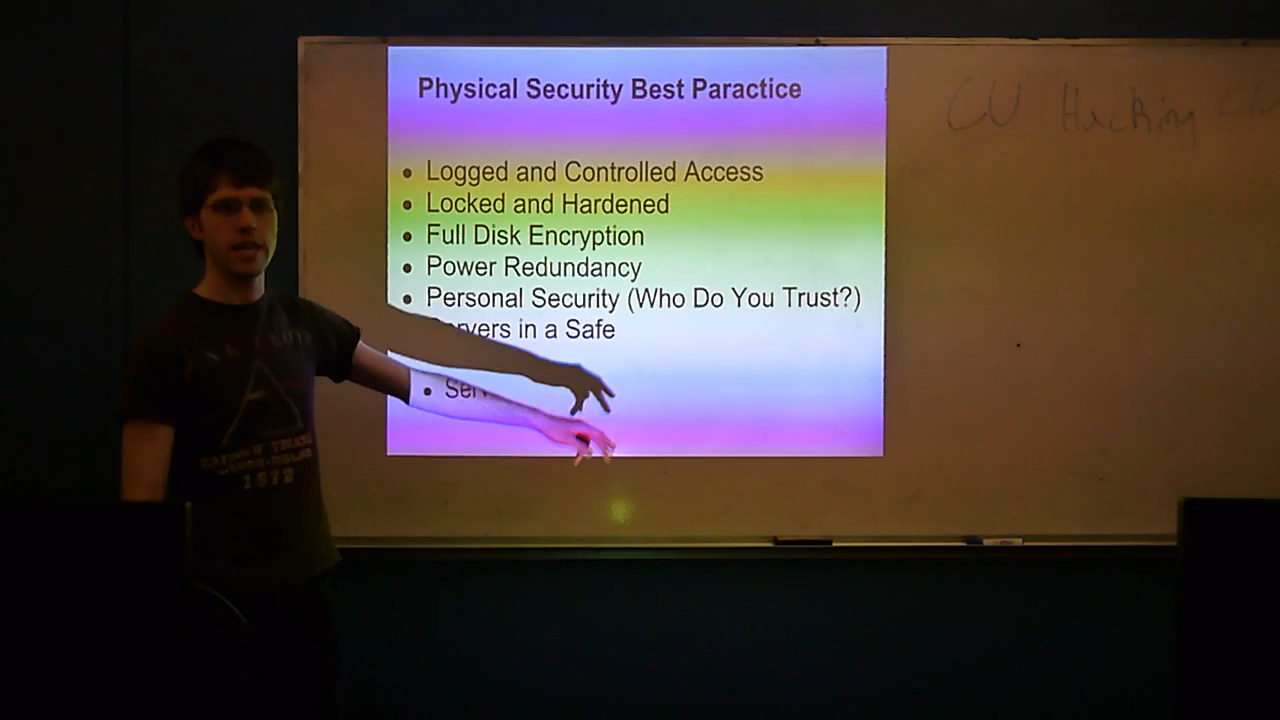 Physical Security Best Paractice
CU Hacking
• Logged and Controlled Access
• Locked and Hardened
• Full Disk Encryption
• Power Redundancy
• Personal Security (Who Do You Trust?)
in a Safe
1972